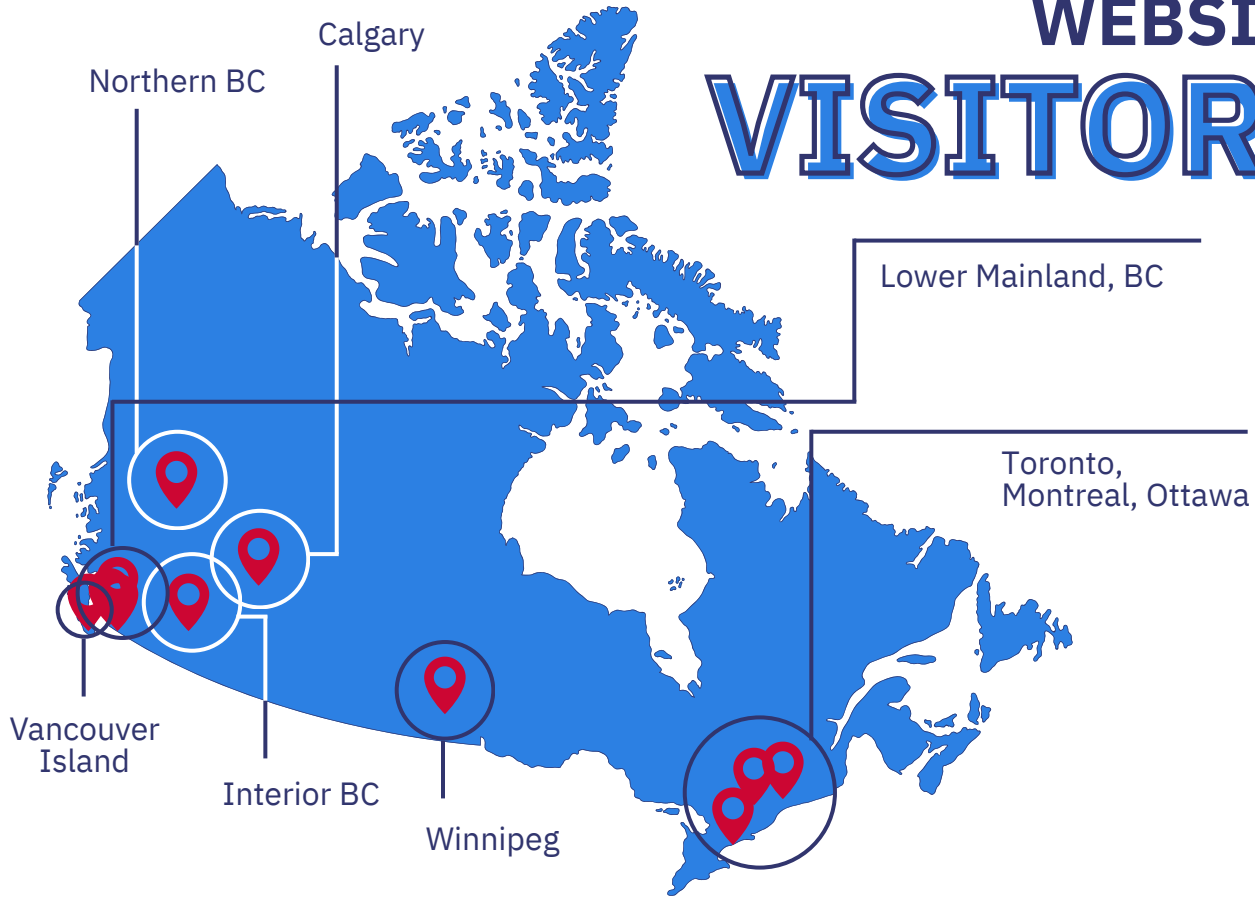 WEBSI
VISITOR
Calgary
Northern BC
Lower Mainland, BC
Toronto,
Montreal, Ottawa
Vancouver
Island
Interior BC
Winnipeg